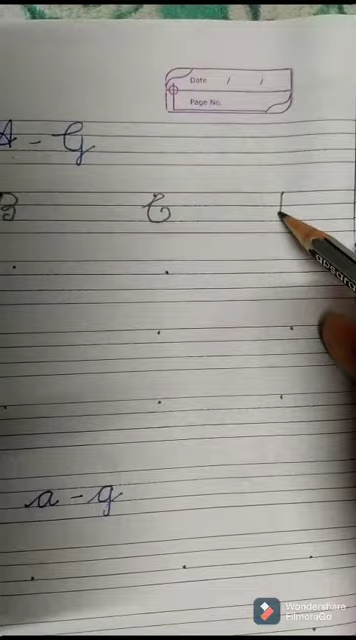 Date / /
Page No:
A - G
B C
a - g
Wondershare
FilmoraGo